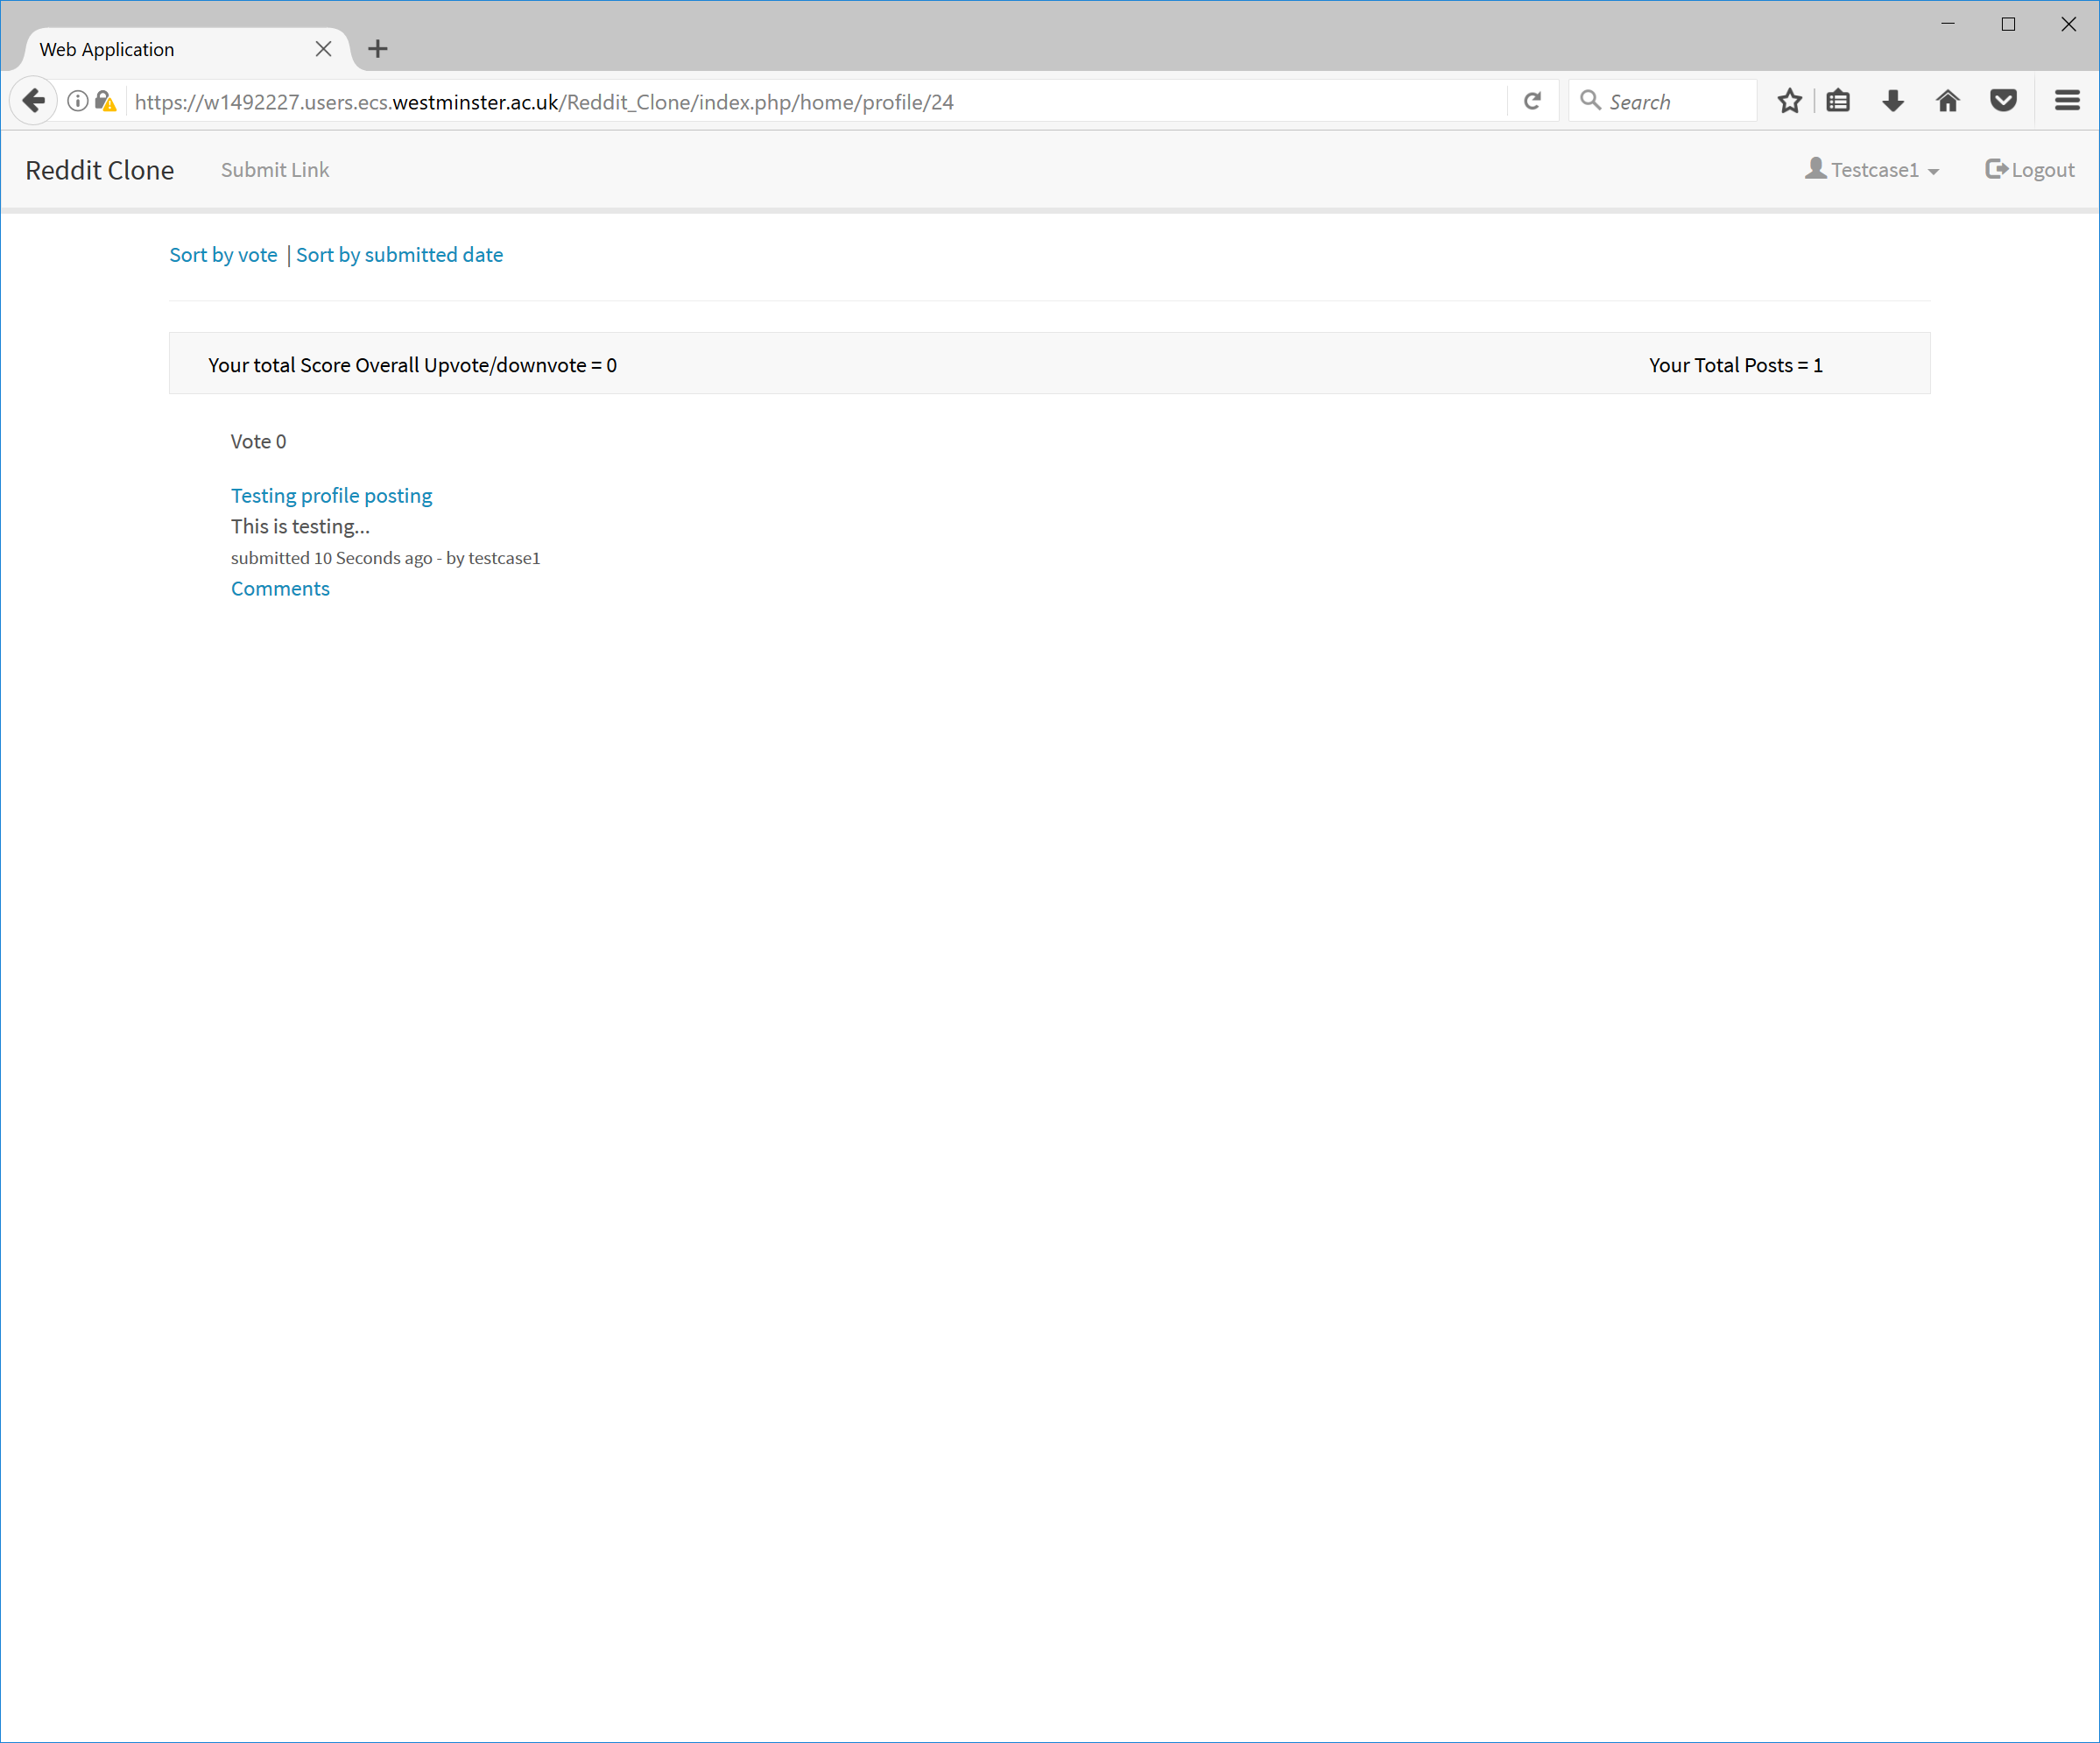 Web Application
https://w1492227.users.ecs.westminster.ac.uk/Reddit_Clone/index.php/home/profile/24
Search
Reddit Clone Submit Link Testcase1 Logout
Sort by vote | Sort by submitted date
Your total Score Overall Upvote/downvote = 0 Your Total Posts = 1
Vote 0
Testing profile posting
This is testing...
submitted 10 Seconds ago - by testcase1
Comments